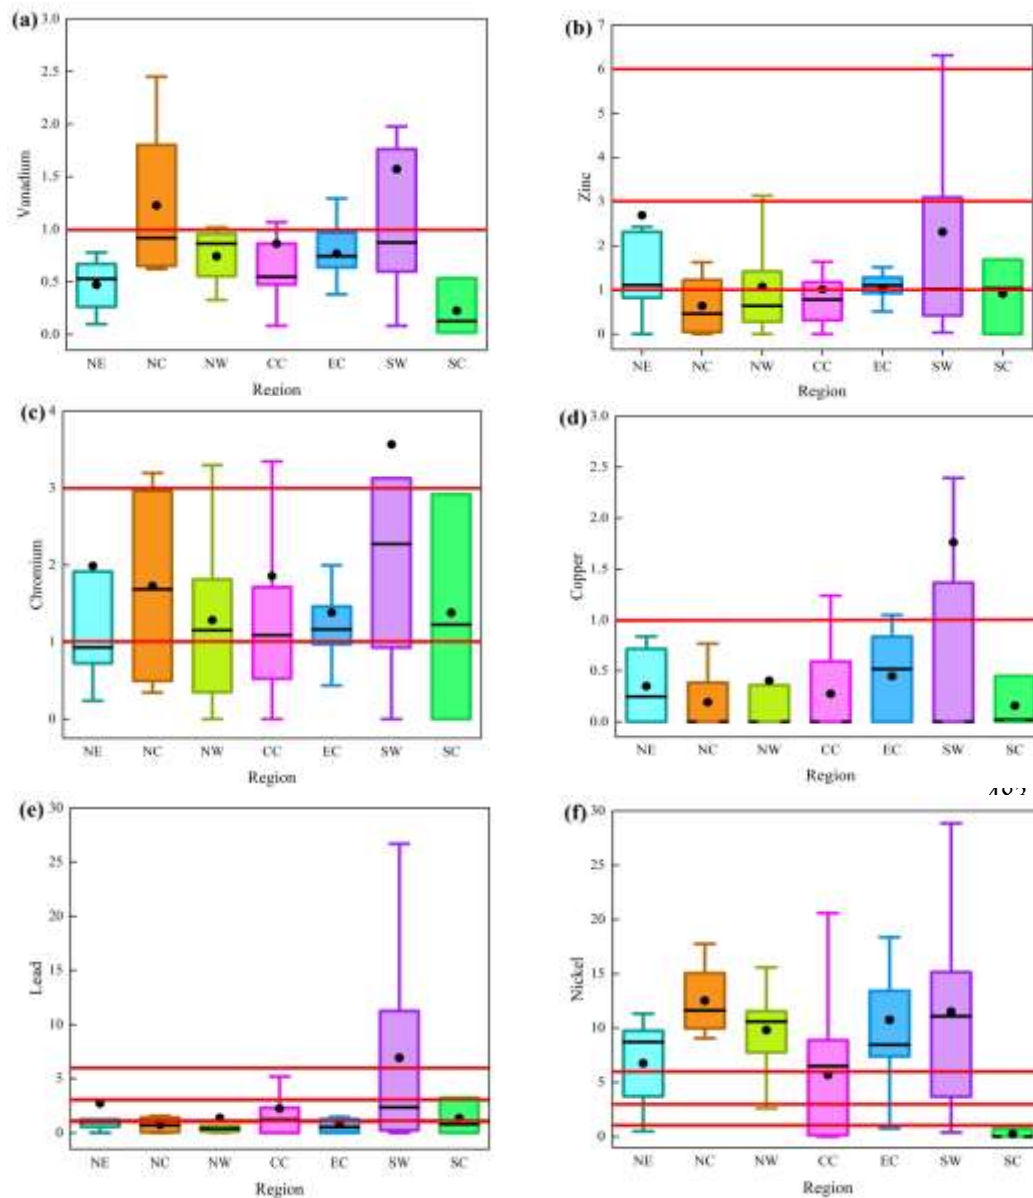 (a)
3.0
2.5
2.0
1.5
1.0
0.5
0.0
Vanadium
NE NC NW CC EC SW SC
Region
(b)
7
6
5
4
3
2
1
0
Zinc
NE NC NW CC EC SW SC
Region
(c)
4
3
2
1
0
Chromium
NE NC NW CC EC SW SC
Region
(d)
3.0
2.5
2.0
1.5
1.0
0.5
0.0
Copper
NE NC NW CC EC SW SC
Region
(e)
30
25
20
15
10
5
0
Lead
NE NC NW CC EC SW SC
Region
(f)
30
25
20
15
10
5
0
Nickel
NE NC NW CC EC SW SC
Region